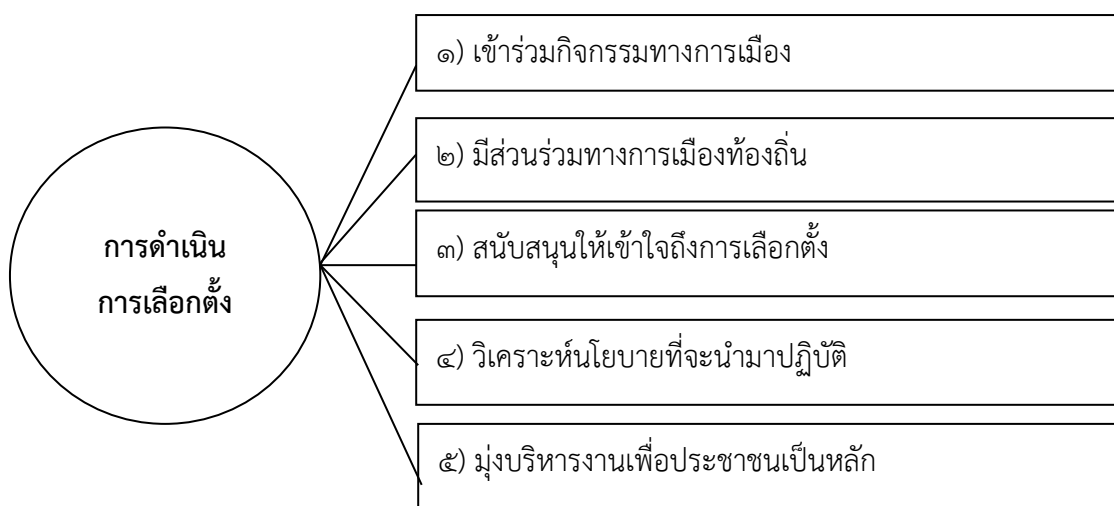 การดำเนิน
การเลือกตั้ง
๑) เข้าร่วมกิจกรรมทางการเมือง
๒) มีส่วนร่วมทางการเมืองท้องถิ่น
๓) สนับสนุนให้เข้าใจถึงการเลือกตั้ง
๔) วิเคราะห์นโยบายที่จะนำมาปฏิบัติ
๕) มุ่งบริหารงานเพื่อประชาชนเป็นหลัก